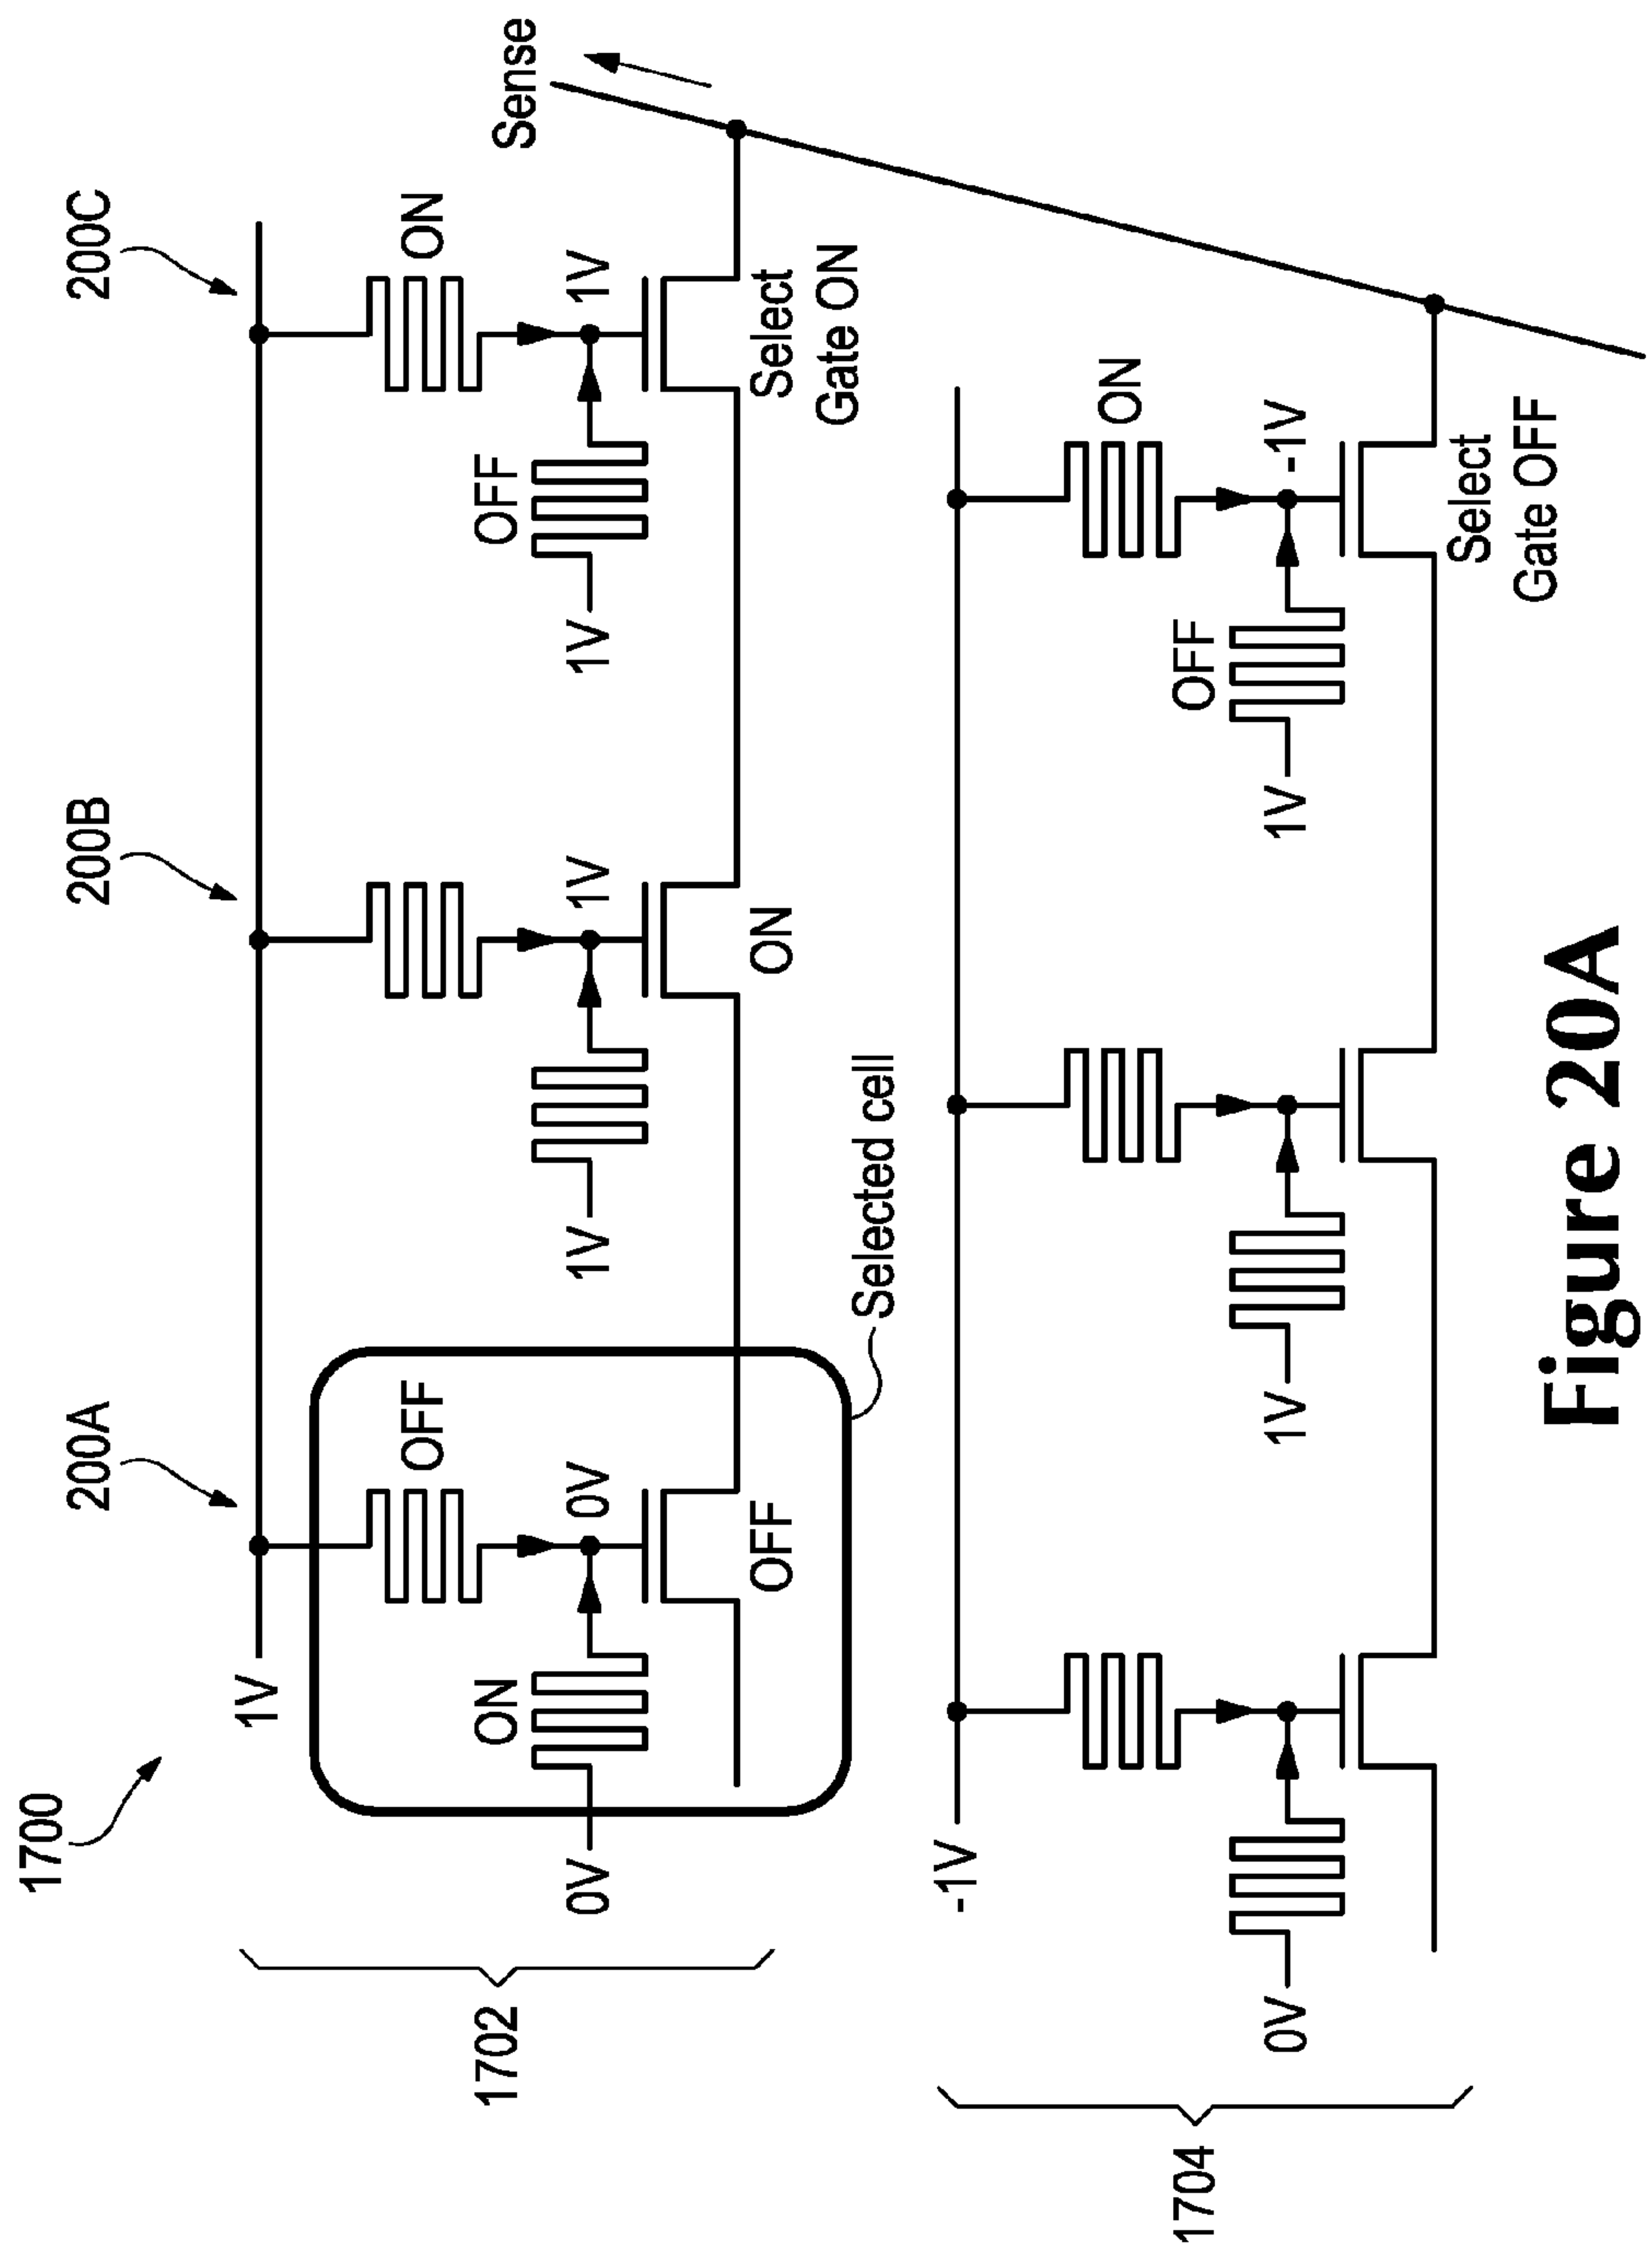 1700
200A
200B
200C
1V
OFF
ON
Sense
1702
ON
OFF
0V
0V
1V
1V
1V
1V
OFF
ON
Select
Gate ON
Selected cell
-1V
ON
1704
OFF
0V
1V
1V
-1V
Select
Gate OFF
Figure 20A